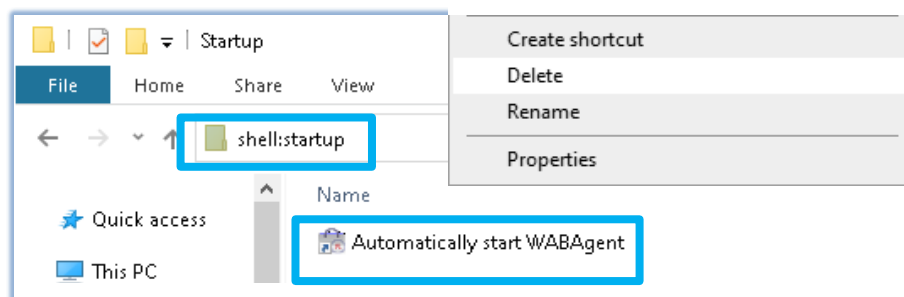 Startup
File Home Share View
shell:startup
Name
Quick access
Automatically start WABAgent
This PC
Create shortcut
Delete
Rename
Properties